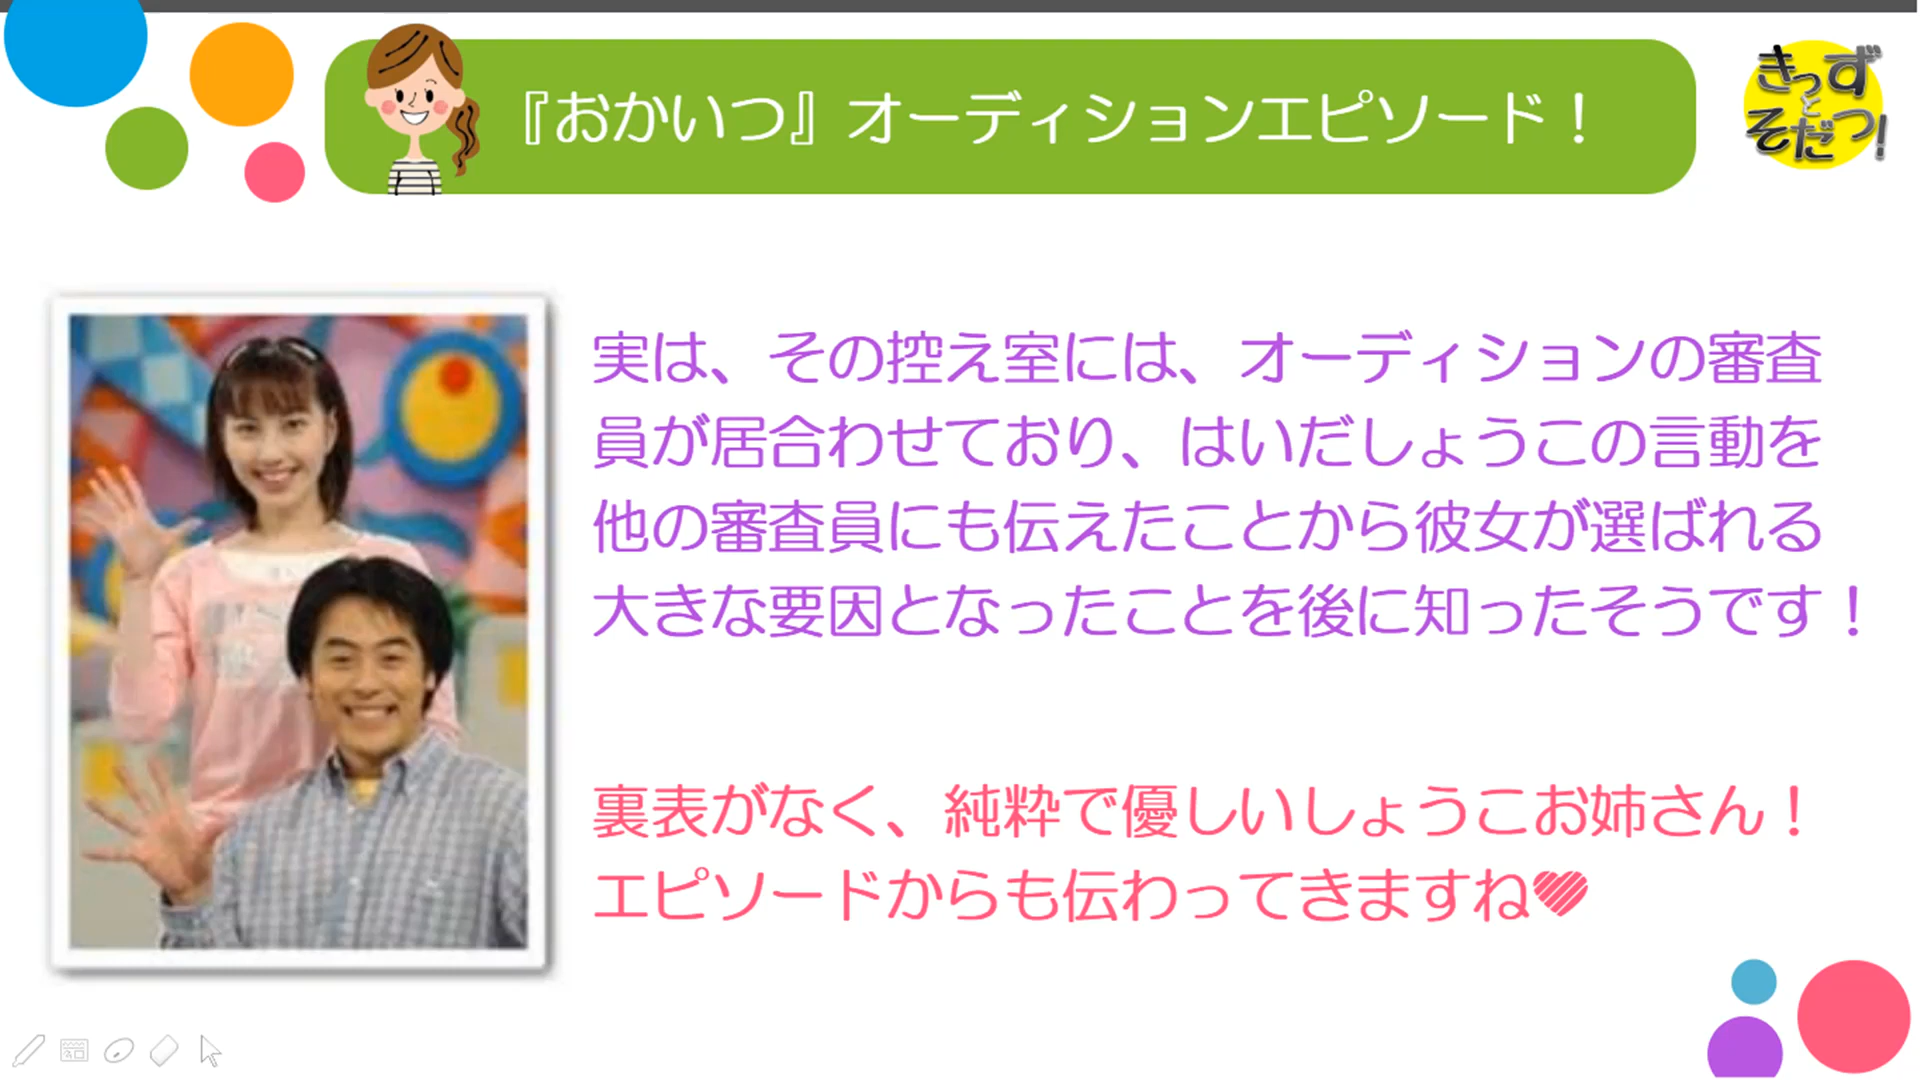 『おかいつ』オーディションエピソード！
きっず
と
そだつ！
実は、その控え室には、オーディションの審査
員が居合わせており、はいだしょうこの言動を
他の審査員にも伝えたことから彼女が選ばれる
大きな要因となったことを後に知ったそうです！
裏表がなく、純粋で優しいしょうこお姉さん！
エピソードからも伝わってきますね